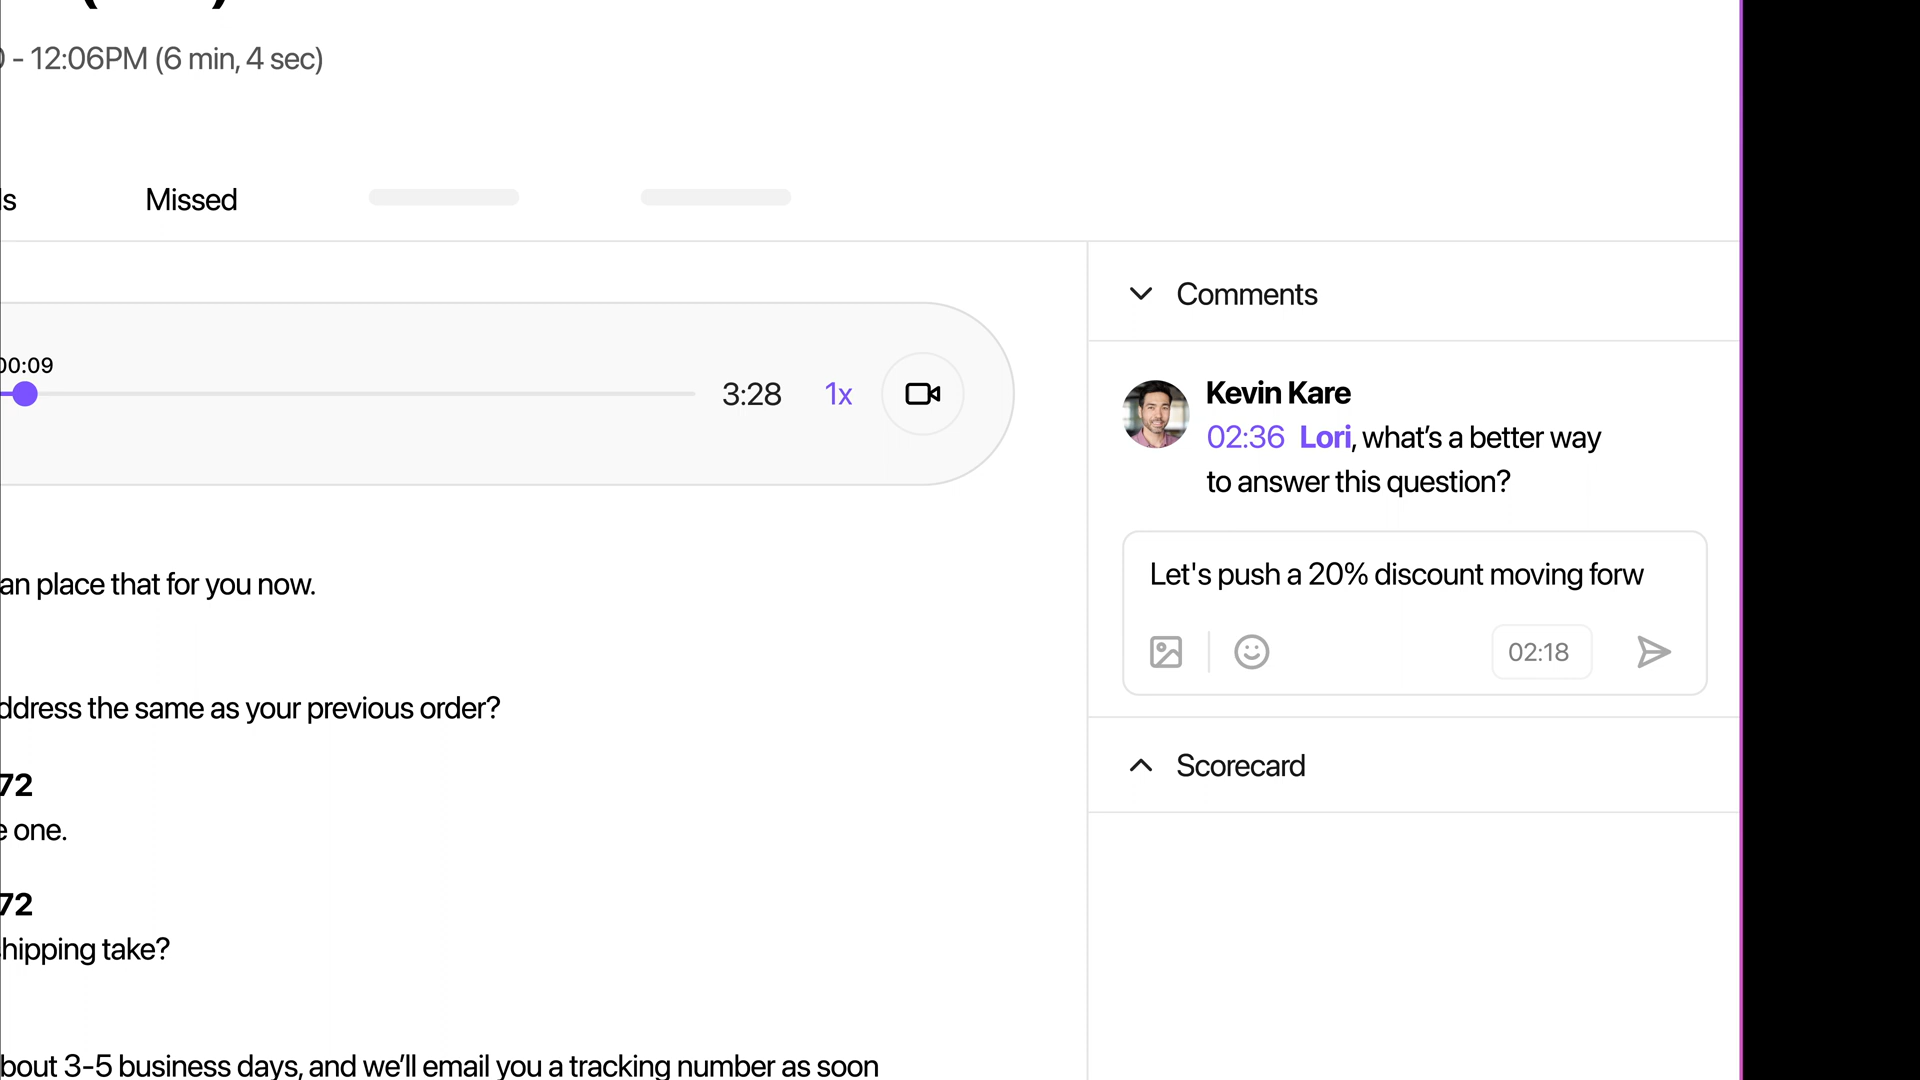 - 12:06PM (6 min, 4 sec)
Missed
00:09
3:28
1x
Comments
Kevin Kare
02:36 Lori, what’s a better way
to answer this question?
Let's push a 20% discount moving forw
02:18
an place that for you now.
ddress the same as your previous order?
72
e one.
72
hipping take?
bout 3-5 business days, and we’ll email you a tracking number as soon
Scorecard